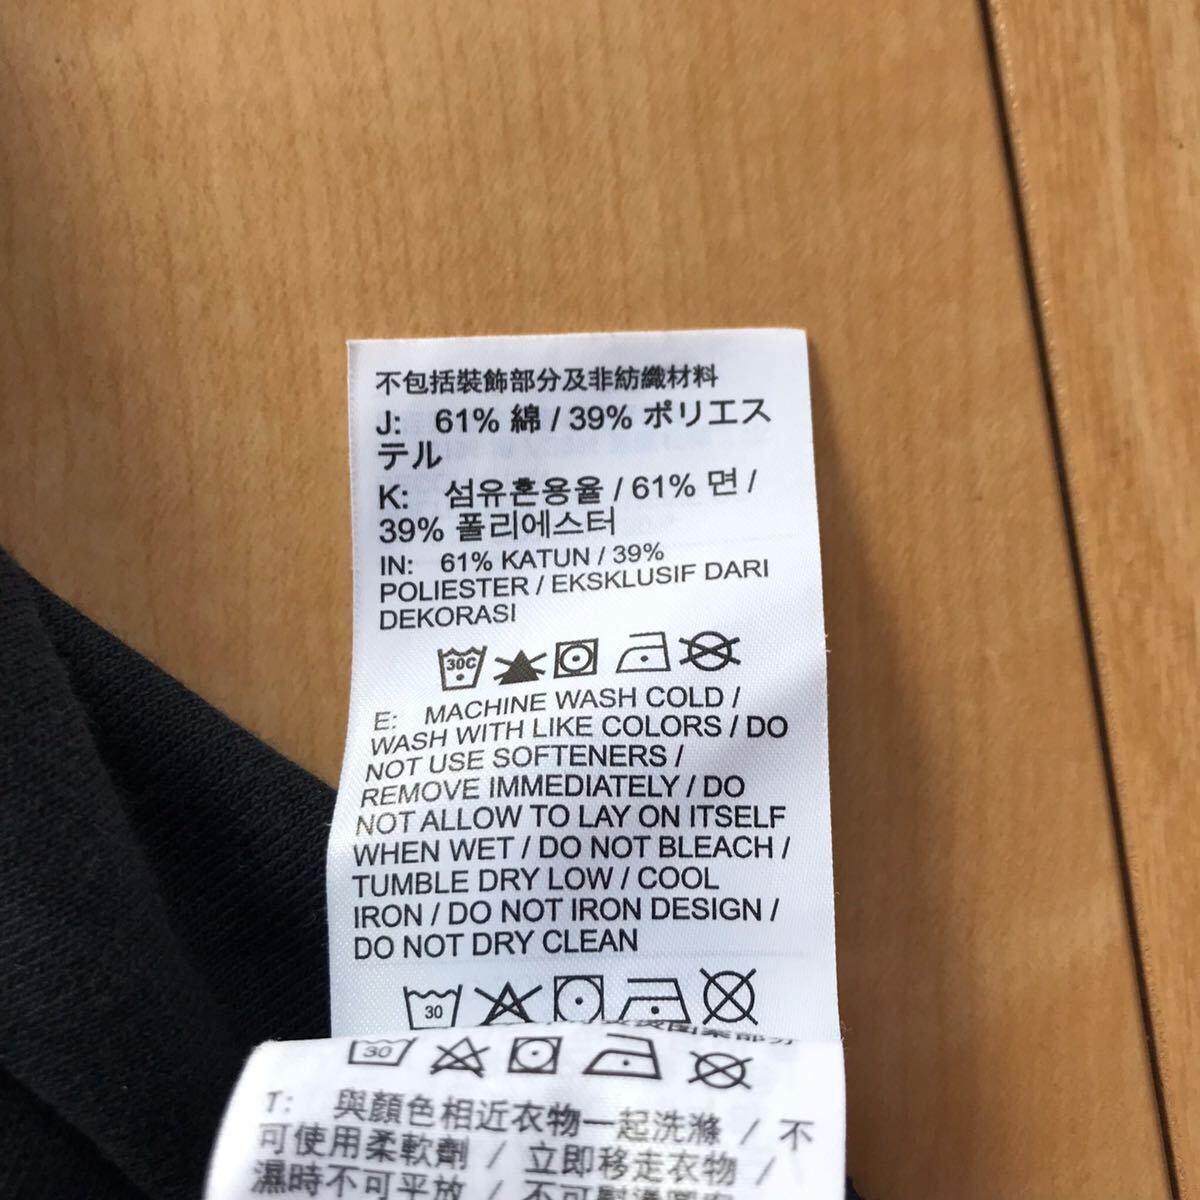 不包括裝飾部分及非紡織材料
J: 61% 綿 / 39% ポリエス
テル
K: 섬유혼용율 / 61% 면 /
39% 폴리에스터
IN: 61% KATUN / 39%
POLIESTER / EKSKLUSIF DARI
DEKORASI
30C
E: MACHINE WASH COLD /
WASH WITH LIKE COLORS / DO
NOT USE SOFTENERS /
REMOVE IMMEDIATELY / DO
NOT ALLOW TO LAY ON ITSELF
WHEN WET / DO NOT BLEACH /
TUMBLE DRY LOW / COOL
IRON / DO NOT IRON DESIGN /
DO NOT DRY CLEAN
30
30
T: 與顏色相近衣物一起洗滌 / 不
可使用柔軟劑 / 立即移走衣物 /
濕時不可平放 / 不可